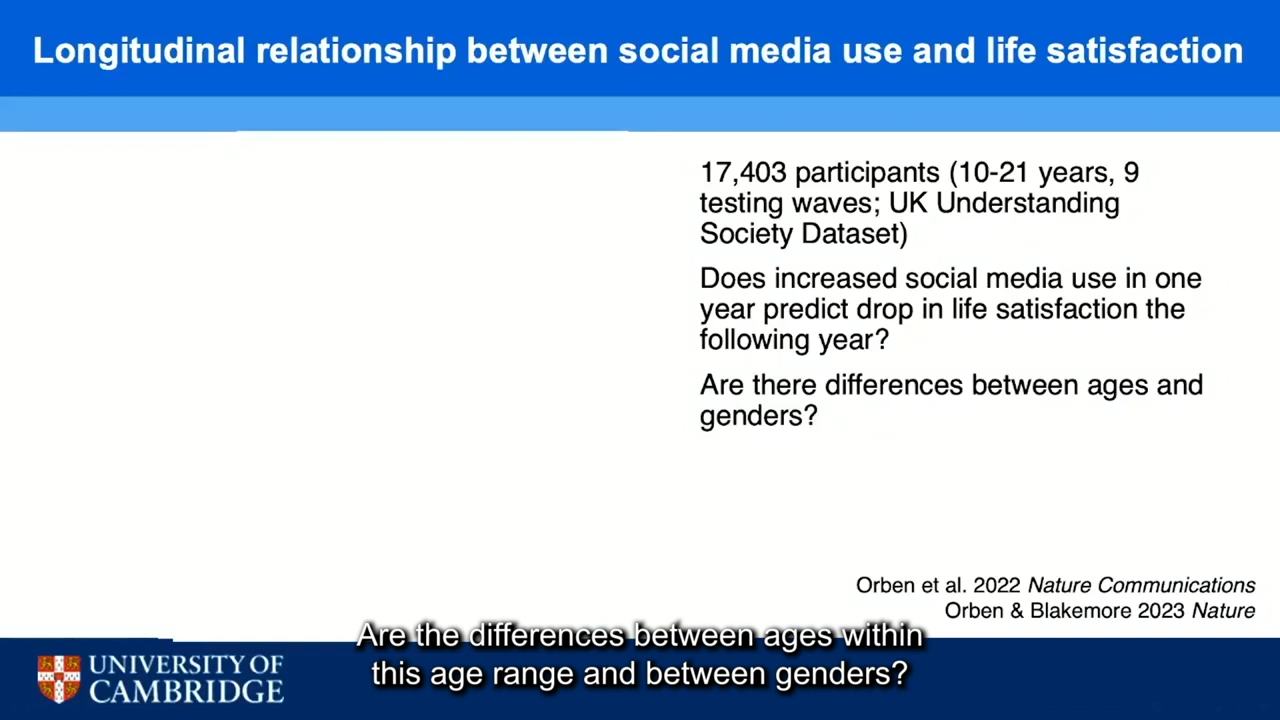 Longitudinal relationship between social media use and life satisfaction
17,403 participants (10-21 years, 9
testing waves; UK Understanding
Society Dataset)
Does increased social media use in one
year predict drop in life satisfaction the
following year?
Are there differences between ages and
genders?
Orben et al. 2022 Nature Communications
Orben & Blakemore 2023 Nature
Are the differences between ages within
this age range and between genders?
UNIVERSITY OF
CAMBRIDGE